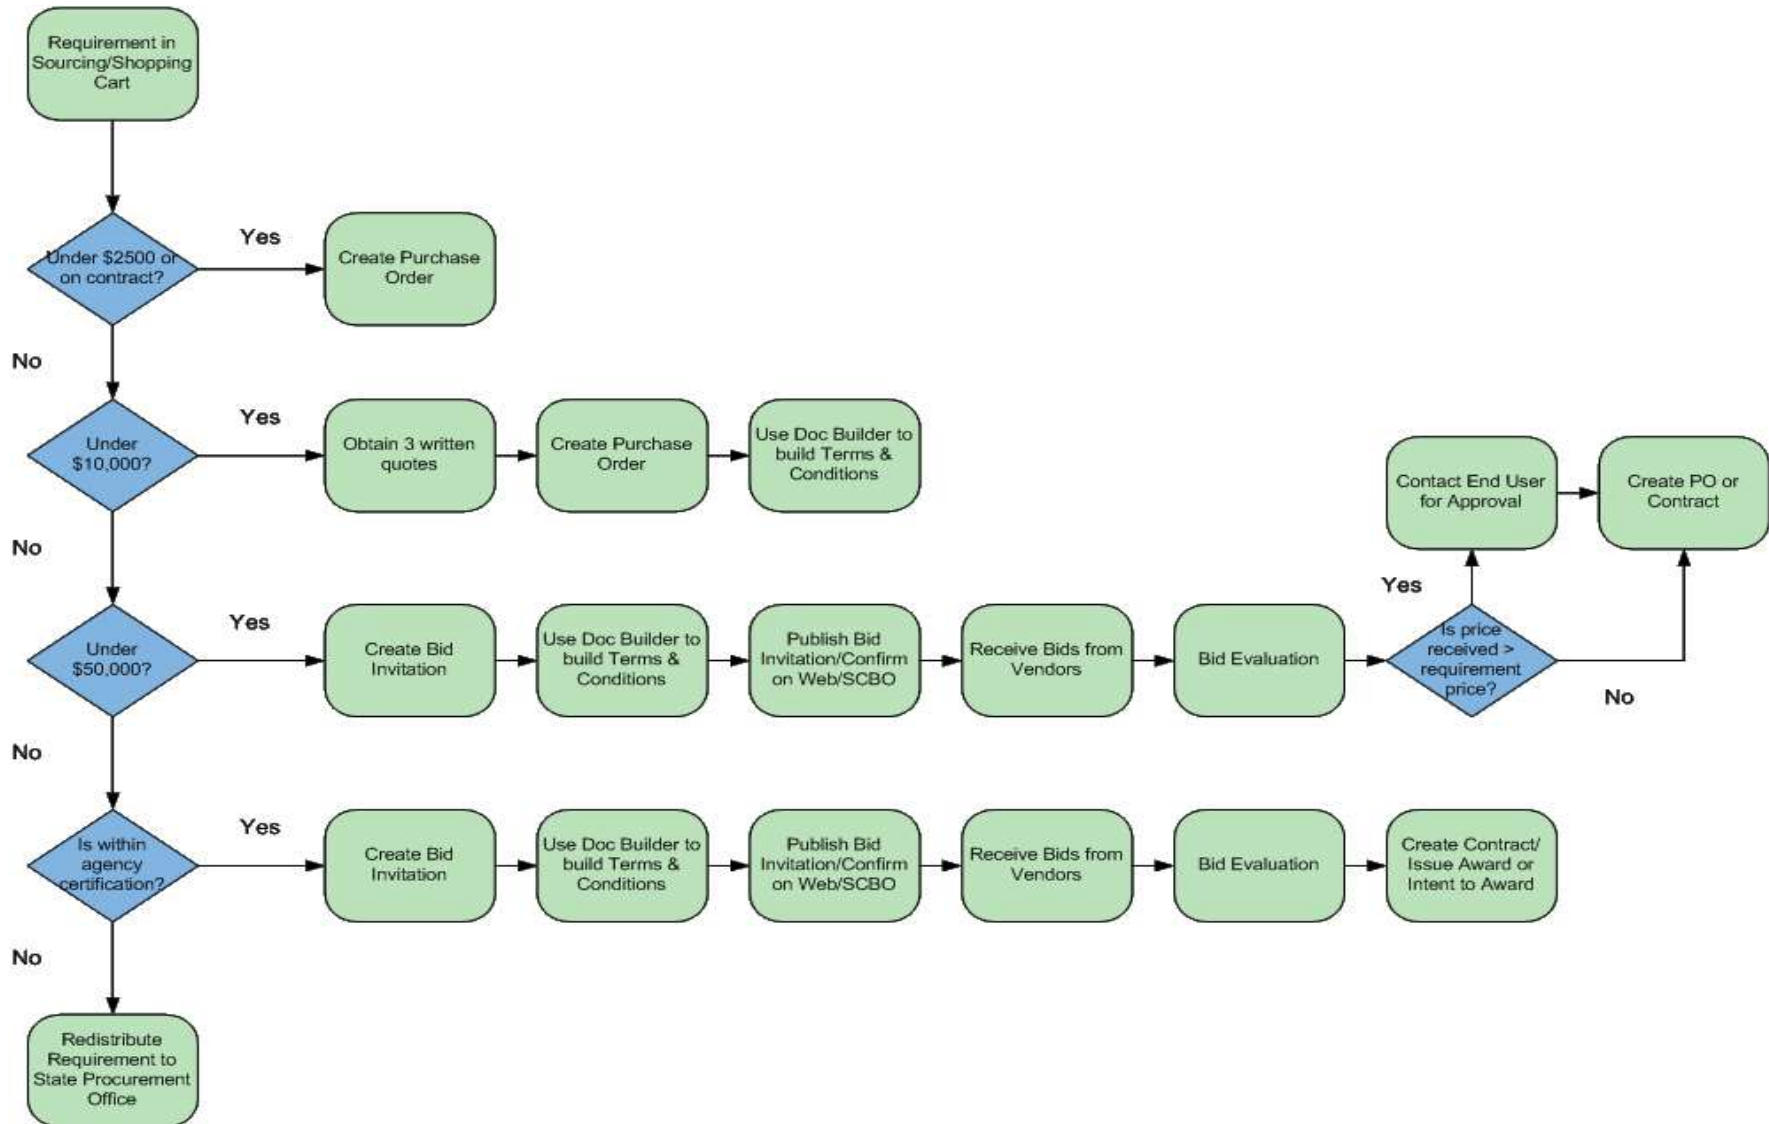 Requirement in
Sourcing/Shopping
Cart
Under $2500 or
on contract?
Yes
Create Purchase
Order
No
Under
$10,000?
Yes
Obtain 3 written
quotes
Create Purchase
Order
Use Doc Builder to
build Terms &
Conditions
No
Under
$50,000?
Yes
Create Bid
Invitation
Use Doc Builder to
build Terms &
Conditions
Publish Bid
Invitation/Confirm
on Web/SCBO
Receive Bids from
Vendors
Bid Evaluation
Is price
received >
requirement
price?
Yes
Contact End User
for Approval
Create PO or
Contract
No
No
Is within
agency
certification?
Yes
Create Bid
Invitation
Use Doc Builder to
build Terms &
Conditions
Publish Bid
Invitation/Confirm
on Web/SCBO
Receive Bids from
Vendors
Bid Evaluation
Create Contract/
Issue Award or
Intent to Award
No
Redistribute
Requirement to
State Procurement
Office